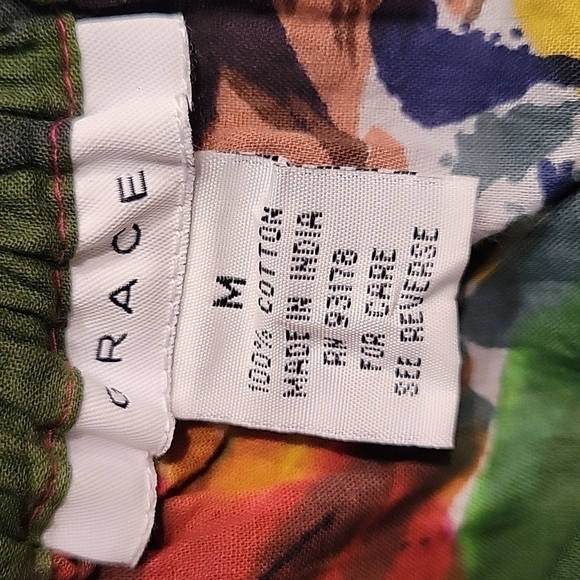 GRACE
M
100% COTTON
MADE IN INDIA
RN 93178
FOR CARE
SEE REVERSE